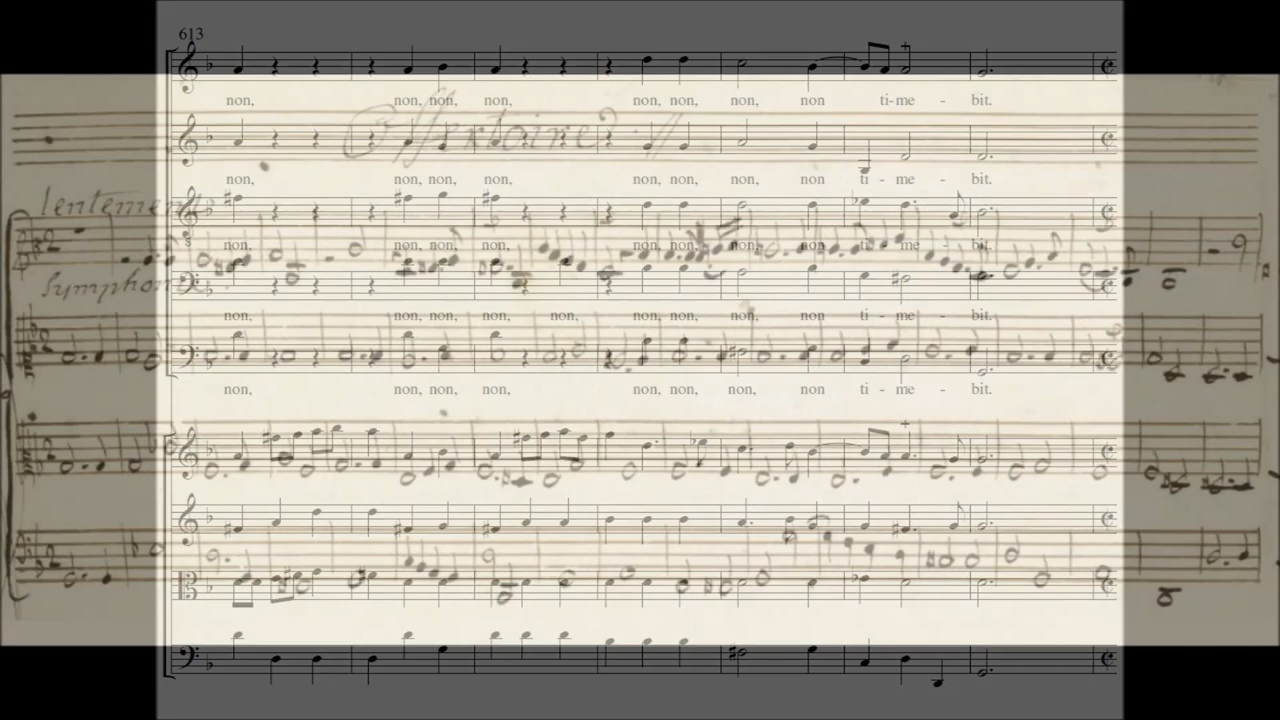 613
non, non, non, non, non, non, non, non ti-me - bit.
Offertoire
non, non, non, non, non, non, non, non ti - me - bit.
lentement
non, non, non, non, non, non, non, non ti - me - bit.
Symphonie
non, non, non, non, non, non, non, non, non ti - me - bit.
non, non, non, non, non, non, non, non ti - me - bit.